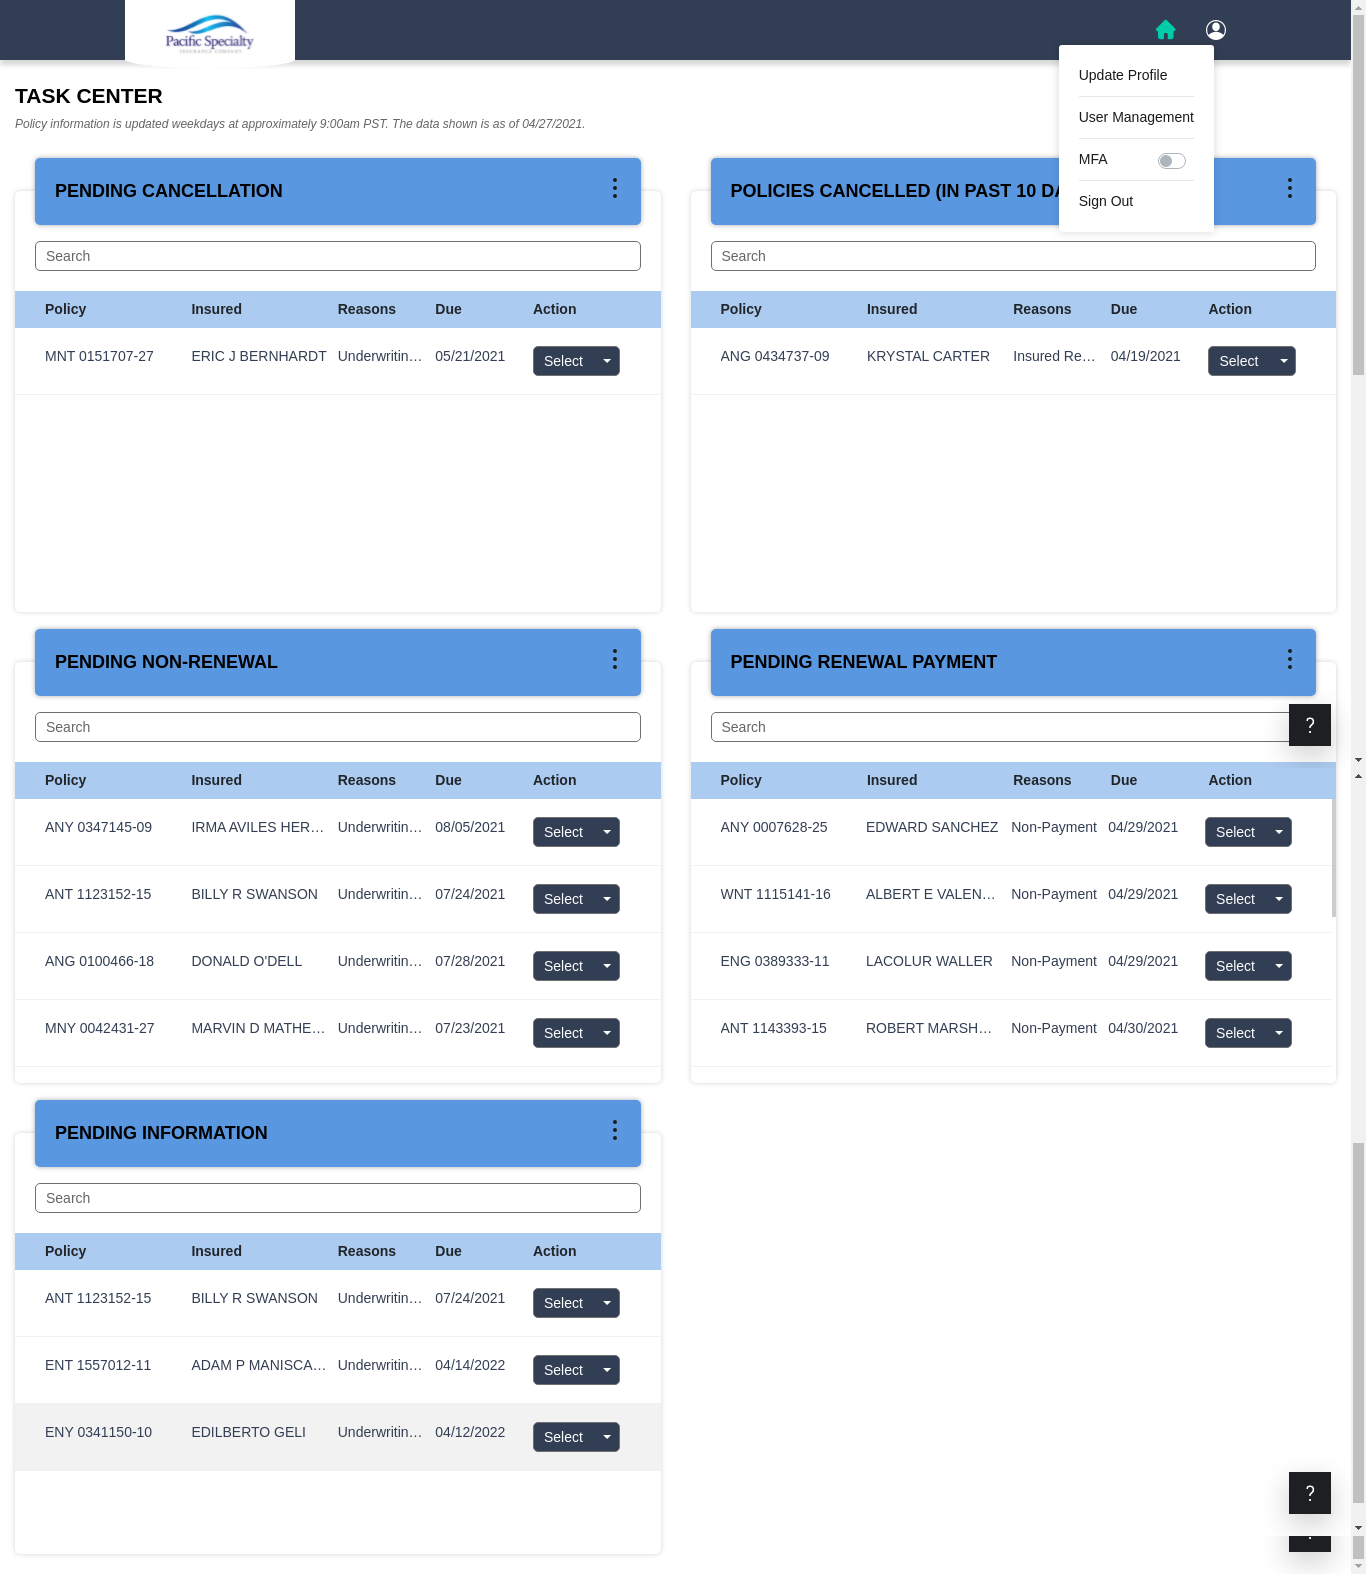 Pacific Specialty
INSURANCE COMPANY
Update Profile
User Management
MFA
Sign Out
TASK CENTER
Policy information is updated weekdays at approximately 9:00am PST. The data shown is as of 04/27/2021.
PENDING CANCELLATION
Search
Policy Insured Reasons Due Action
MNT 0151707-27 ERIC J BERNHARDT Underwritin... 05/21/2021 Select
POLICIES CANCELLED (IN PAST 10 DA
Search
Policy Insured Reasons Due Action
ANG 0434737-09 KRYSTAL CARTER Insured Re... 04/19/2021 Select
PENDING NON-RENEWAL
Search
Policy Insured Reasons Due Action
ANY 0347145-09 IRMA AVILES HER... Underwritin... 08/05/2021 Select
ANT 1123152-15 BILLY R SWANSON Underwritin... 07/24/2021 Select
ANG 0100466-18 DONALD O'DELL Underwritin... 07/28/2021 Select
MNY 0042431-27 MARVIN D MATHE... Underwritin... 07/23/2021 Select
PENDING RENEWAL PAYMENT
Search
?
Policy Insured Reasons Due Action
ANY 0007628-25 EDWARD SANCHEZ Non-Payment 04/29/2021 Select
WNT 1115141-16 ALBERT E VALEN... Non-Payment 04/29/2021 Select
ENG 0389333-11 LACOLUR WALLER Non-Payment 04/29/2021 Select
ANT 1143393-15 ROBERT MARSH... Non-Payment 04/30/2021 Select
PENDING INFORMATION
Search
Policy Insured Reasons Due Action
ANT 1123152-15 BILLY R SWANSON Underwritin... 07/24/2021 Select
ENT 1557012-11 ADAM P MANISCA... Underwritin... 04/14/2022 Select
ENY 0341150-10 EDILBERTO GELI Underwritin... 04/12/2022 Select
?